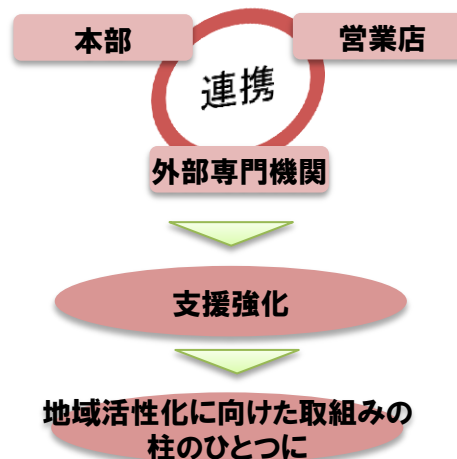 本部
営業店
連携
外部専門機関
支援強化
地域活性化に向けた取組みの
柱のひとつに